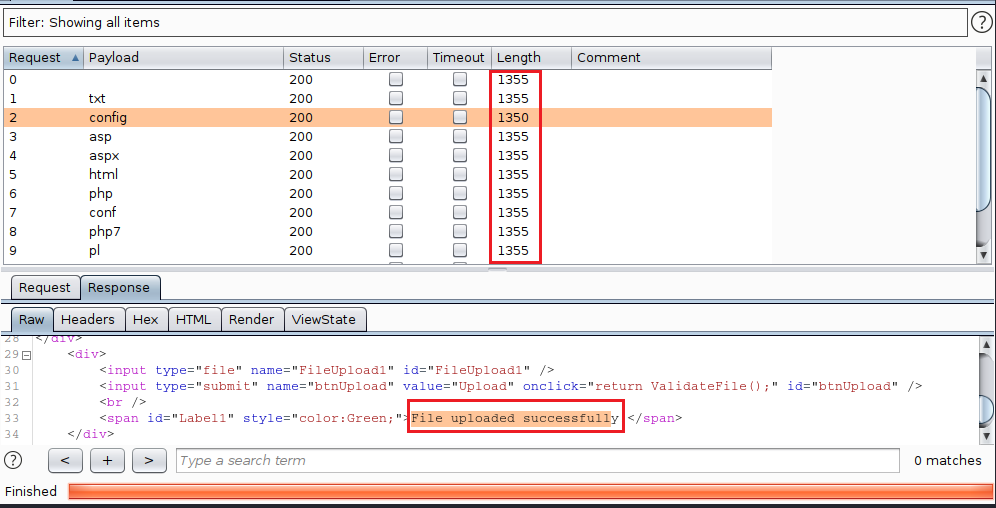 Filter: Showing all items ?
Request Payload Status Error Timeout Length Comment
0 200 1355
1 txt 200 1355
2 config 200 1350
3 asp 200 1355
4 aspx 200 1355
5 html 200 1355
6 php 200 1355
7 conf 200 1355
8 php7 200 1355
9 pl 200 1355
Request Response
Raw Headers Hex HTML Render ViewState
28 </div>
29 <div>
30 <input type="file" name="FileUpload1" id="FileUpload1" />
31 <input type="submit" name="btnUpload" value="Upload" onclick="return ValidateFile();" id="btnUpload" />
32 <br />
33 <span id="Label1" style="color:Green;">File uploaded successfully.</span>
34 </div>
? < + > Type a search term 0 matches
Finished